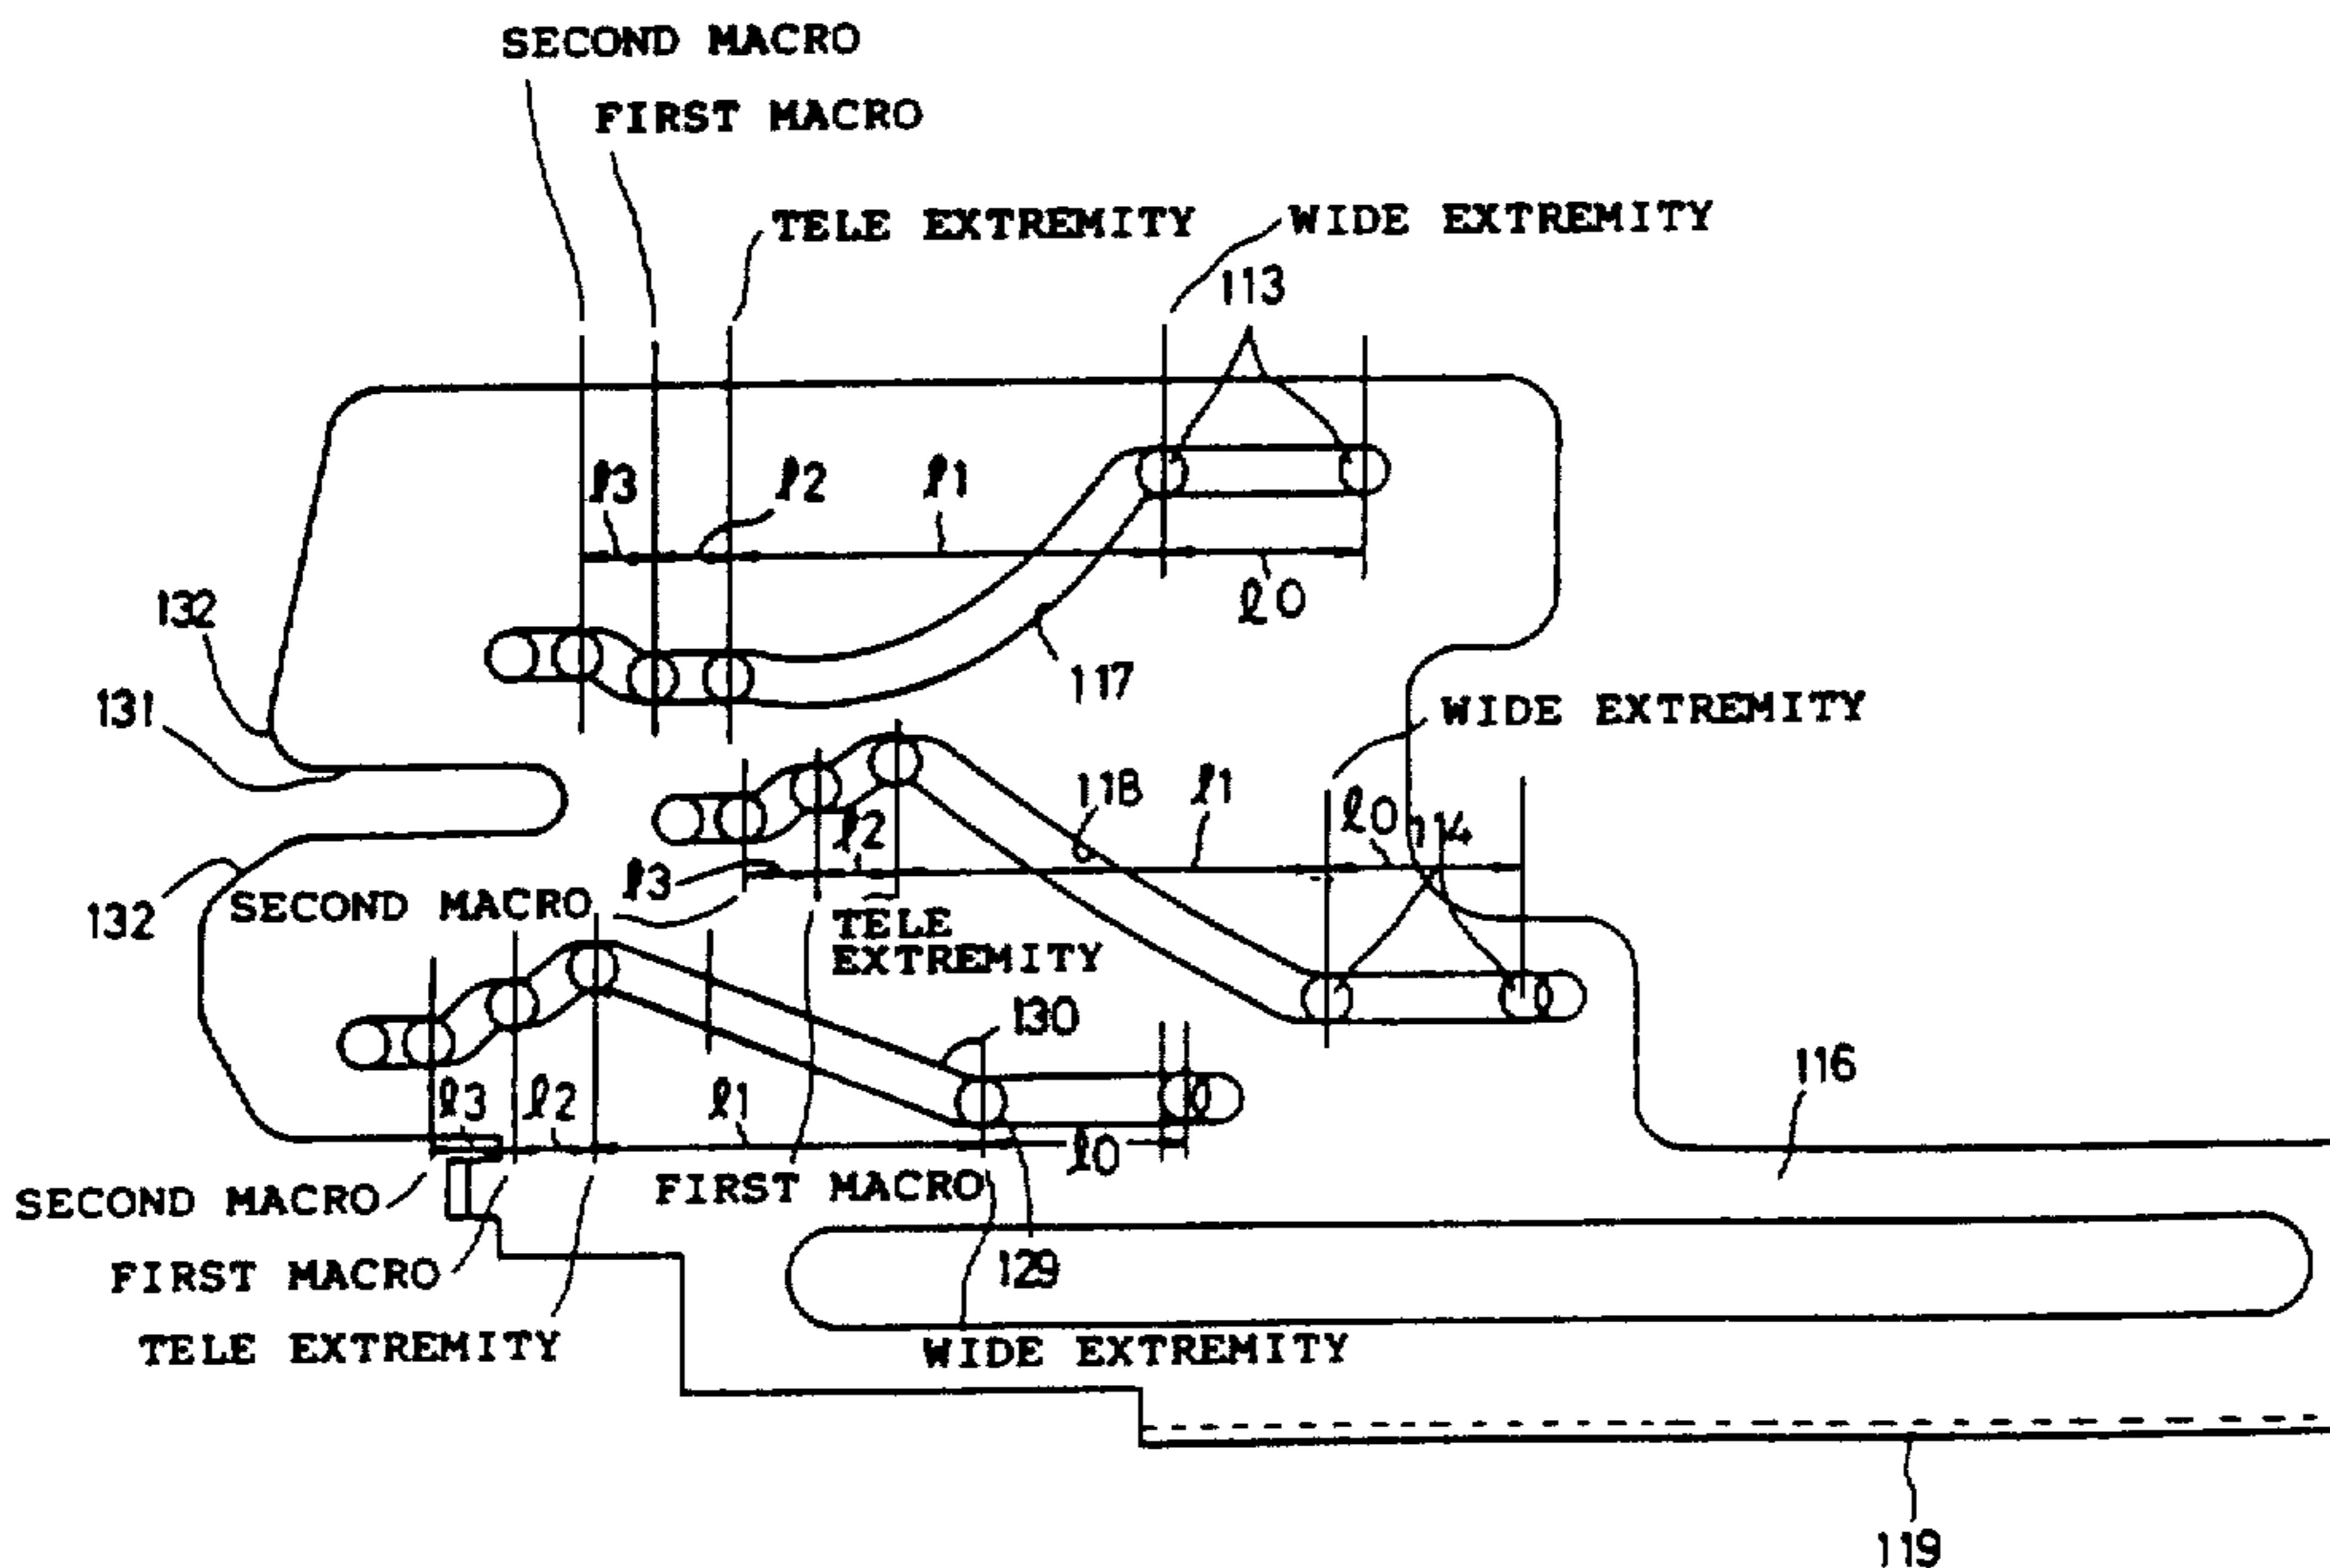 SECOND MACRO
FIRST MACRO
TELE EXTREMITY
WIDE EXTREMITY
113
ℓ3
ℓ2
ℓ1
ℓ0
132
117
131
WIDE EXTREMITY
118
ℓ1
ℓ0
114
ℓ2
ℓ3
132
SECOND MACRO
TELE
EXTREMITY
130
116
ℓ3
ℓ2
ℓ1
ℓ0
SECOND MACRO
FIRST MACRO
129
FIRST MACRO
TELE EXTREMITY
WIDE EXTREMITY
119